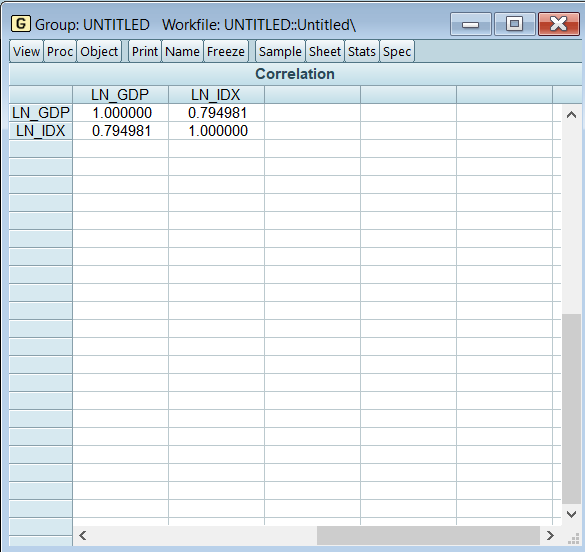 G Group: UNTITLED Workfile: UNTITLED::Untitled\
View Proc Object Print Name Freeze Sample Sheet Stats Spec
Correlation
LN_GDP LN_IDX
LN_GDP 1.000000 0.794981
LN_IDX 0.794981 1.000000